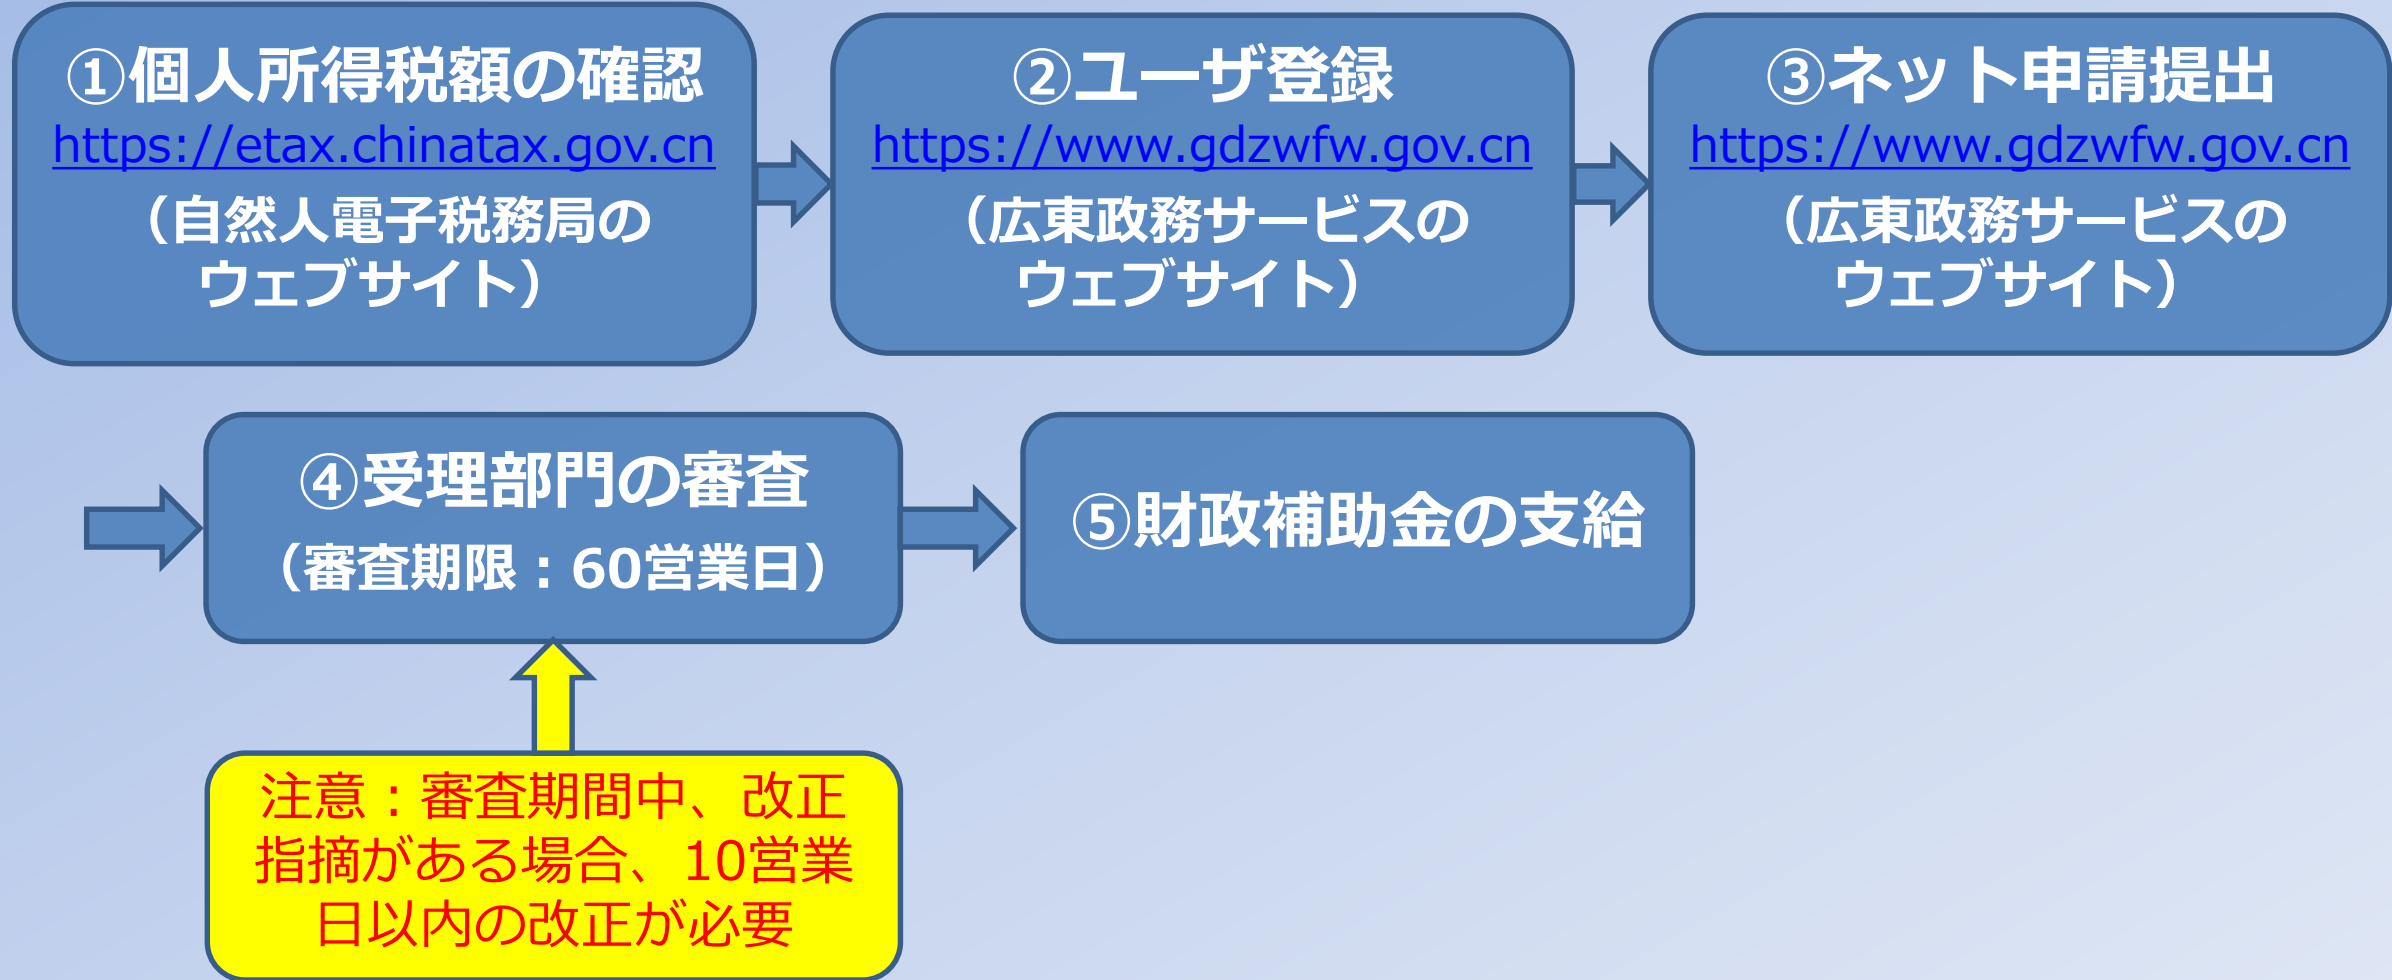 ①個人所得税額の確認
https://etax.chinatax.gov.cn
（自然人電子税務局の
ウェブサイト）
②ユーザ登録
https://www.gdzwfw.gov.cn
（広東政務サービスの
ウェブサイト）
③ネット申請提出
https://www.gdzwfw.gov.cn
（広東政務サービスの
ウェブサイト）
④受理部門の審査
（審査期限：60営業日）
⑤財政補助金の支給
注意：審査期間中、改正
指摘がある場合、10営業
日以内の改正が必要